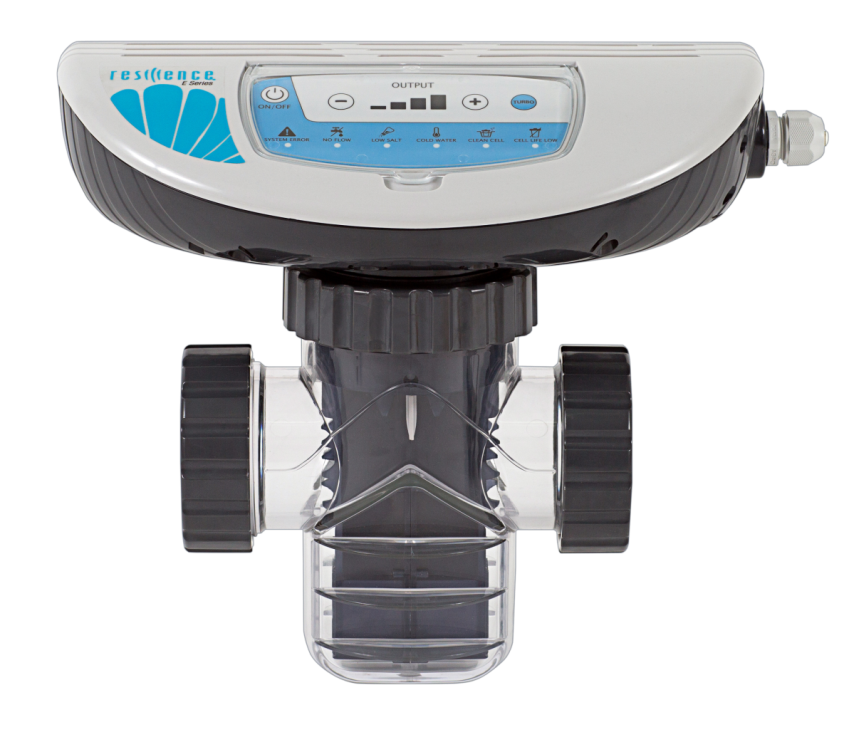 resilience
E Series
OUTPUT
ON/OFF
TURBO
SYSTEM ERROR
NO FLOW
LOW SALT
COLD WATER
CLEAN CELL
CELL LIFE LOW